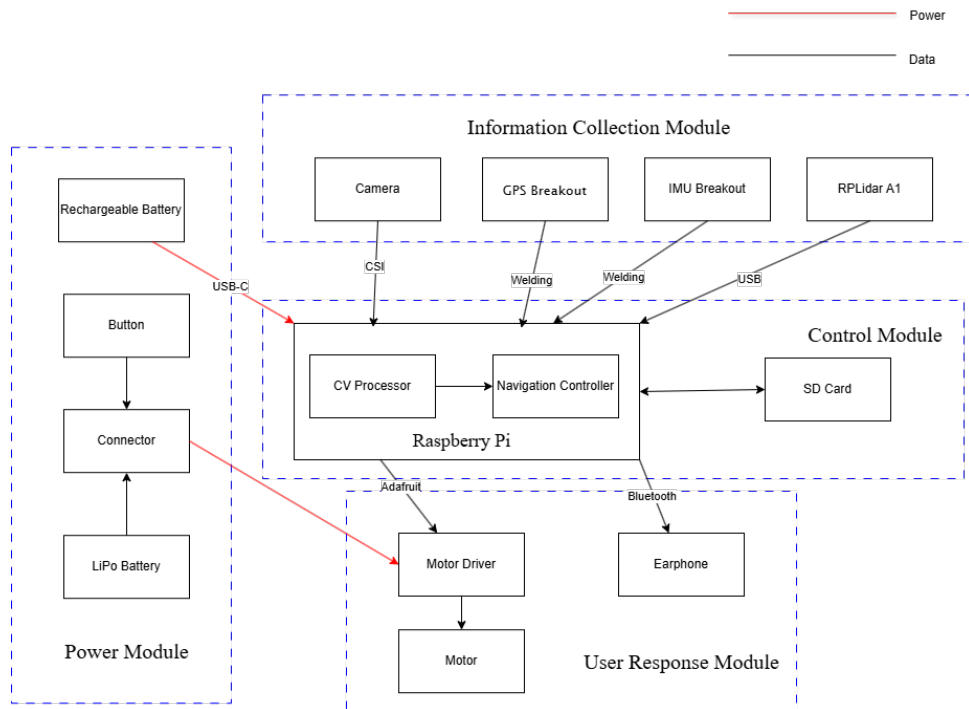 Power
Data
Information Collection Module
Camera
GPS Breakout
IMU Breakout
RPLidar A1
Rechargeable Battery
CSI
Welding
Welding
USB
USB-C
Button
Control Module
CV Processor
Navigation Controller
SD Card
Connector
Raspberry Pi
Adafruit
Bluetooth
LiPo Battery
Motor Driver
Earphone
Power Module
Motor
User Response Module